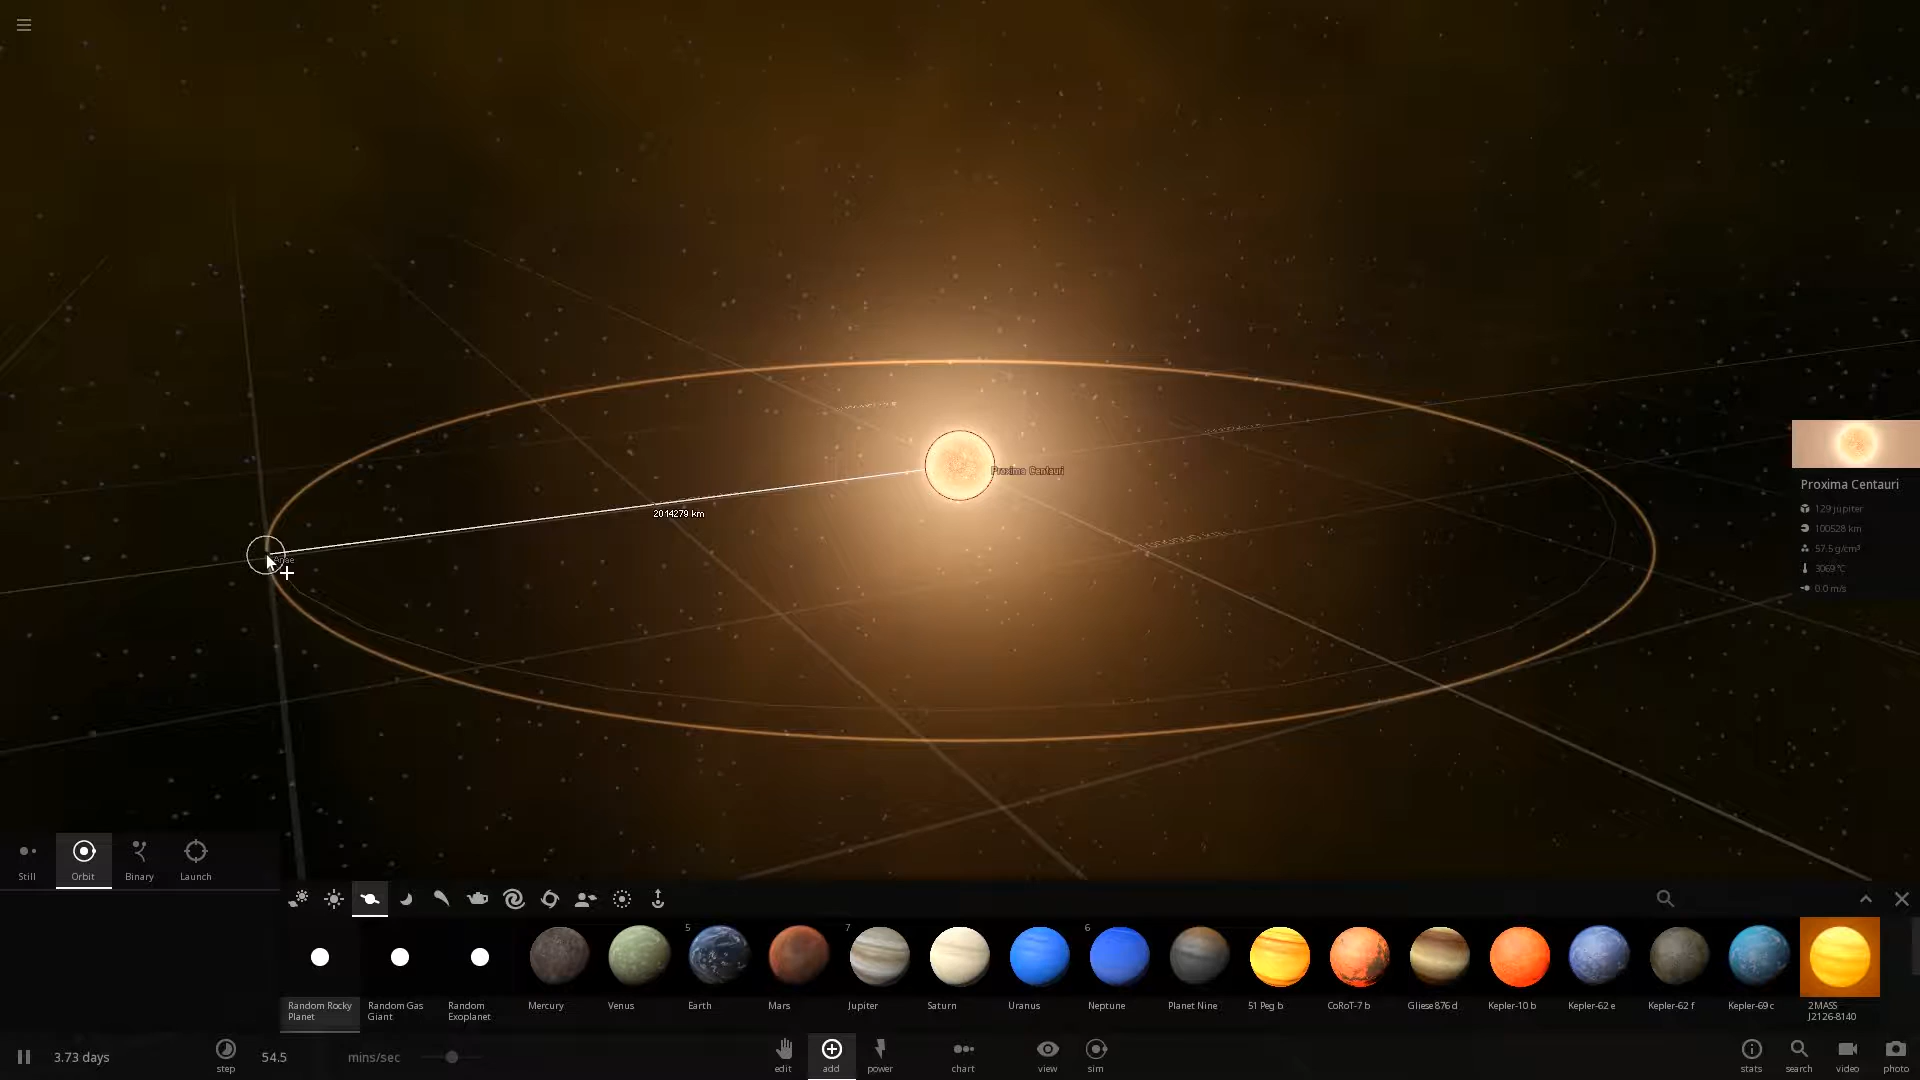 Proxima Centauri
2014279 km
Proxima Centauri
129 jupiter
100528 km
57.5 g/cm³
3069 °C
0.0 m/s
Still
Orbit
Binary
Launch
5
7
6
Random Rocky Planet
Random Gas Giant
Random Exoplanet
Mercury
Venus
Earth
Mars
Jupiter
Saturn
Uranus
Neptune
Planet Nine
51 Peg b
CoRoT-7 b
Gliese 876 d
Kepler-10 b
Kepler-62 e
Kepler-62 f
Kepler-69 c
2MASS J2126-8140
3.73 days
step
54.5
mins/sec
edit
add
power
chart
view
sim
stats
search
video
photo